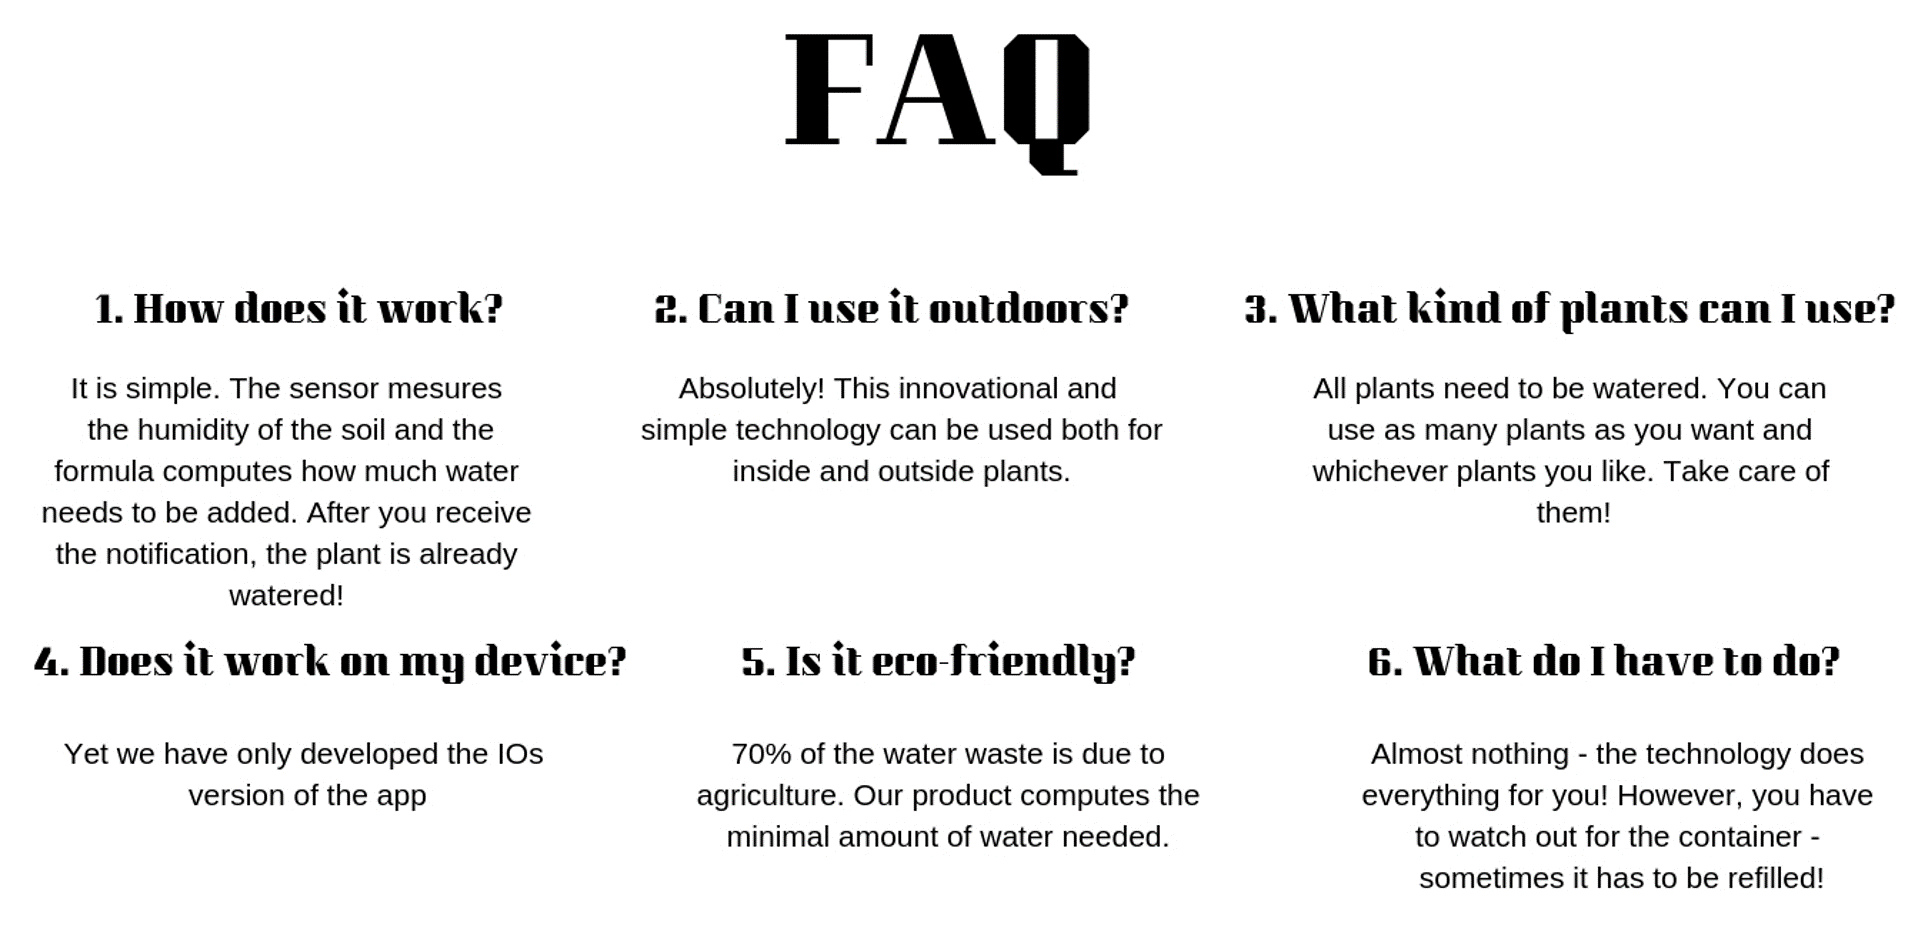 FAQ
1. How does it work?
It is simple. The sensor mesures
the humidity of the soil and the
formula computes how much water
needs to be added. After you receive
the notification, the plant is already
watered!
2. Can I use it outdoors?
Absolutely! This innovational and
simple technology can be used both for
inside and outside plants.
3. What kind of plants can I use?
All plants need to be watered. You can
use as many plants as you want and
whichever plants you like. Take care of
them!
4. Does it work on my device?
Yet we have only developed the IOs
version of the app
5. Is it eco-friendly?
70% of the water waste is due to
agriculture. Our product computes the
minimal amount of water needed.
6. What do I have to do?
Almost nothing - the technology does
everything for you! However, you have
to watch out for the container -
sometimes it has to be refilled!